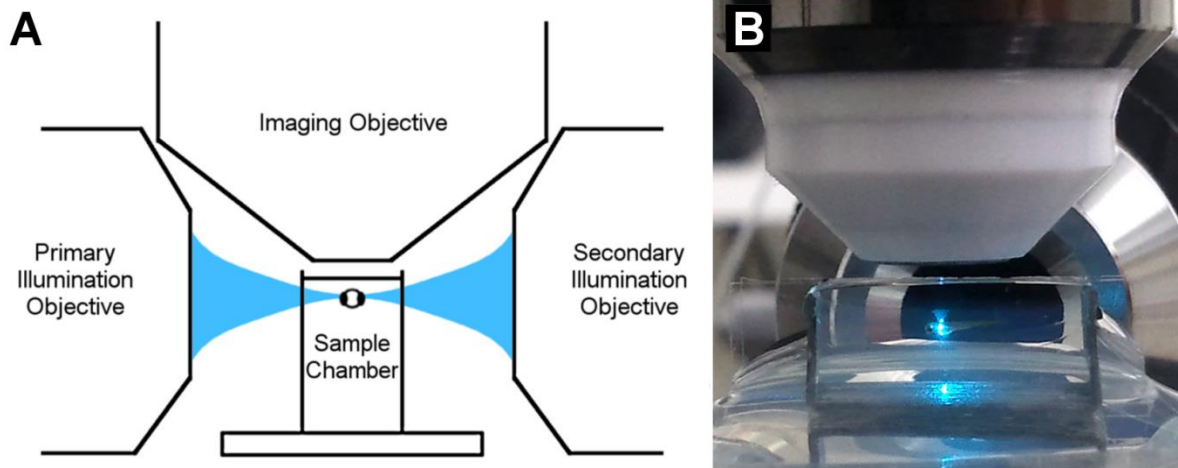 A
Imaging Objective
Primary
Illumination
Objective
Secondary
Illumination
Objective
Sample
Chamber
B